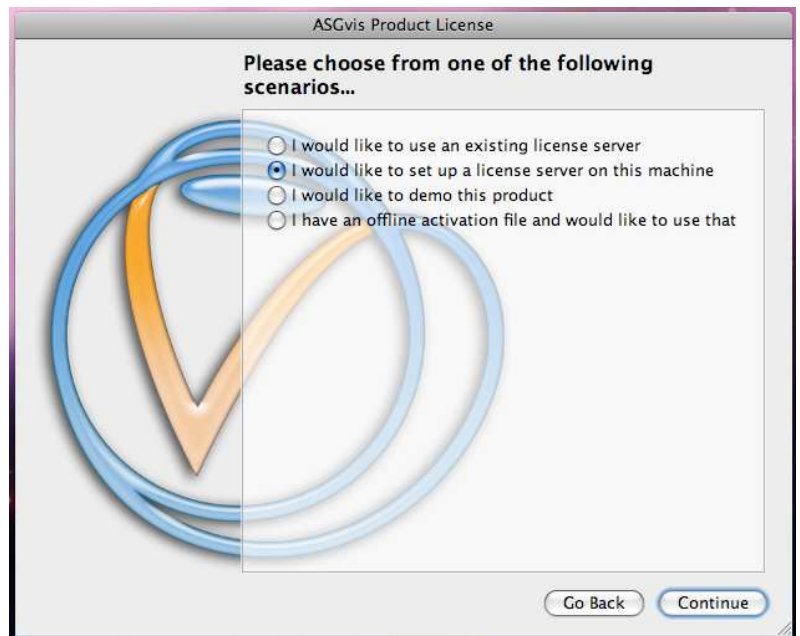 ASGvis Product License
Please choose from one of the following
scenarios...
I would like to use an existing license server
I would like to set up a license server on this machine
I would like to demo this product
I have an offline activation file and would like to use that
Go Back
Continue